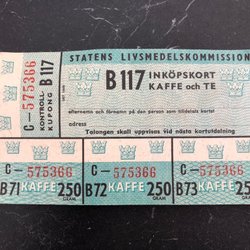 C-575366
KONTROLL-
KUPONG B 117
STATENS LIVSMEDELSKOMMISSION
B 117 INKÖPSKORT
KAFFE och TE
efternamn och förnamn på den person som tilldelats kortet
adress
Talongen skall uppvisas vid nästa kortutdelning
C-575366
B71 KAFFE 250
GRAM
C-575366
B72 KAFFE 250
GRAM
C-575366
B73 KAFFE 250
GRAM